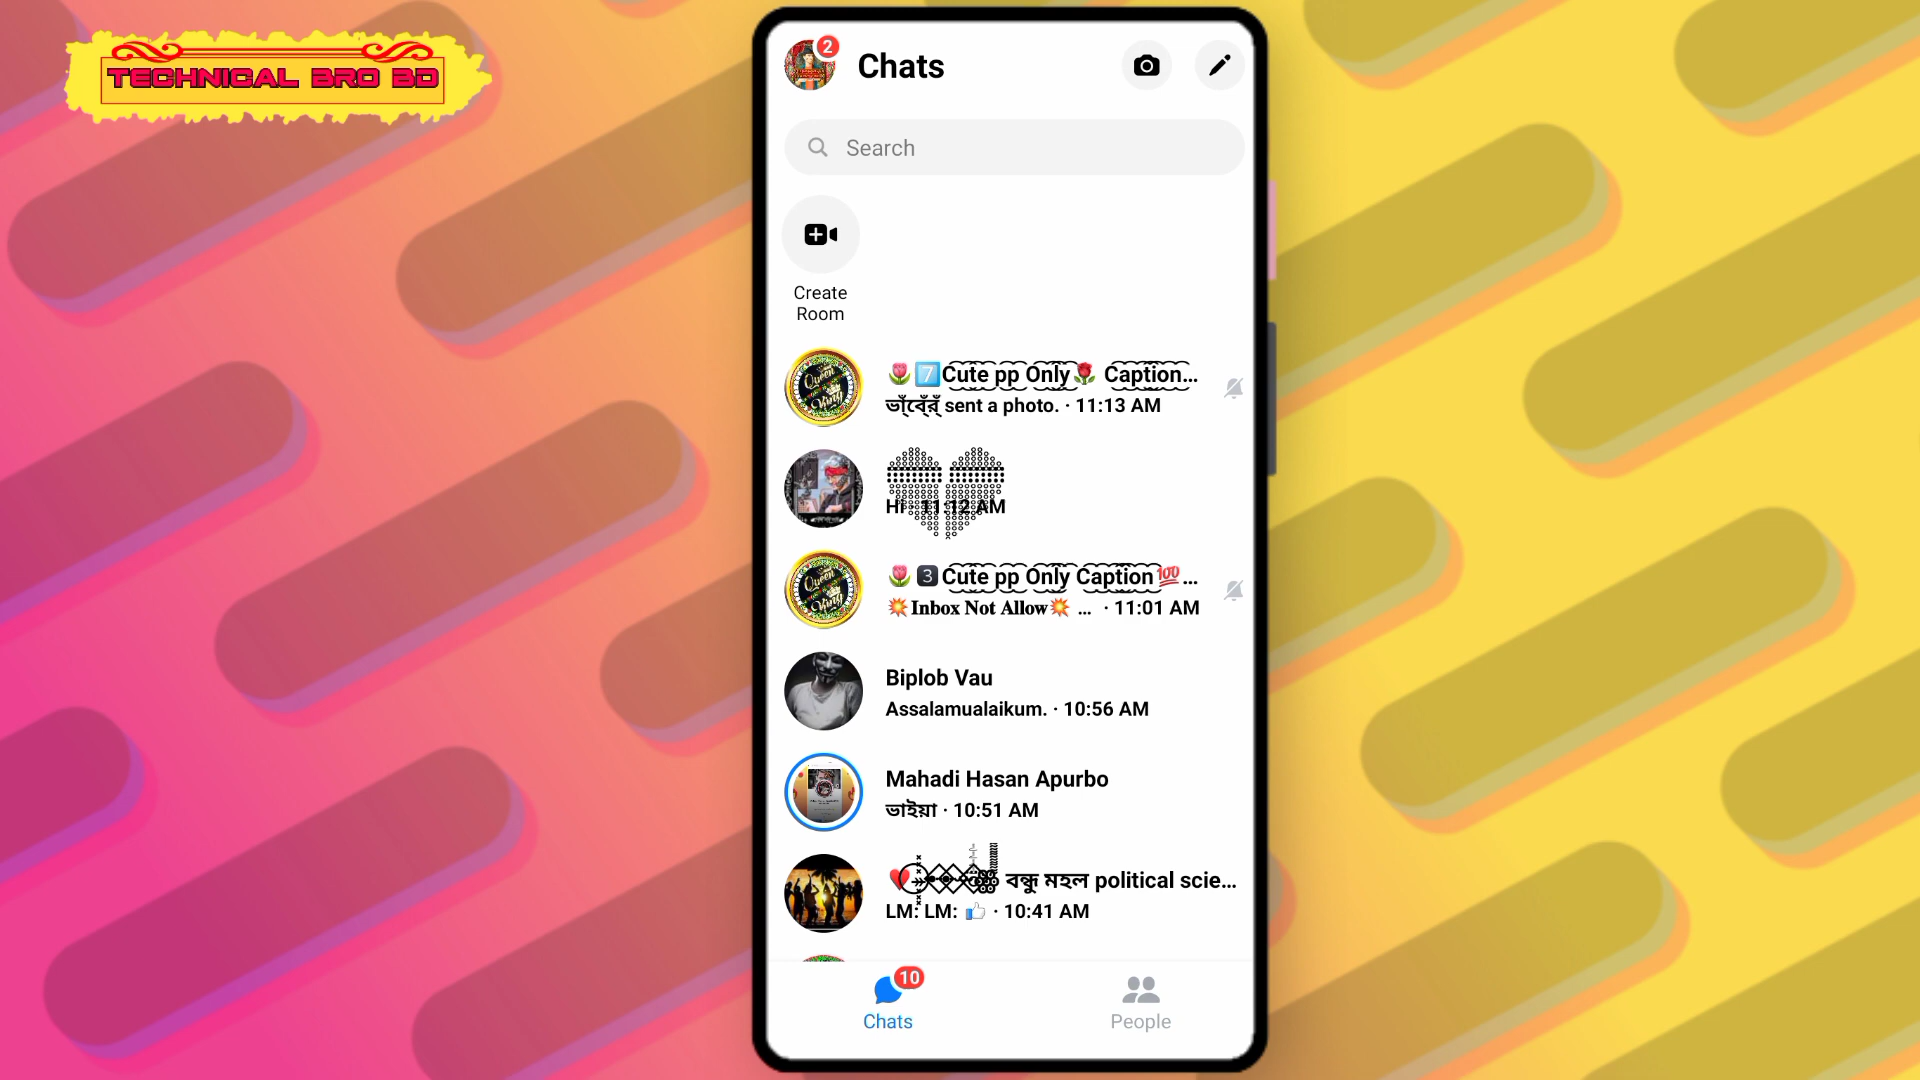 TECHNICAL BRO BD
2
Chats
Search
Create
Room
🌷7️⃣Cute pp Only🌹 Caption...
sent a photo. · 11:13 AM
Hi · 11:12 AM
🌷3 Cute pp Only Caption💯...
💥Inbox Not Allow💥 ... · 11:01 AM
Biplob Vau
Assalamualaikum. · 10:56 AM
Mahadi Hasan Apurbo
ভাইয়া · 10:51 AM
💔 বন্ধু মহল political scie...
LM: LM: 👍 · 10:41 AM
10
Chats
People